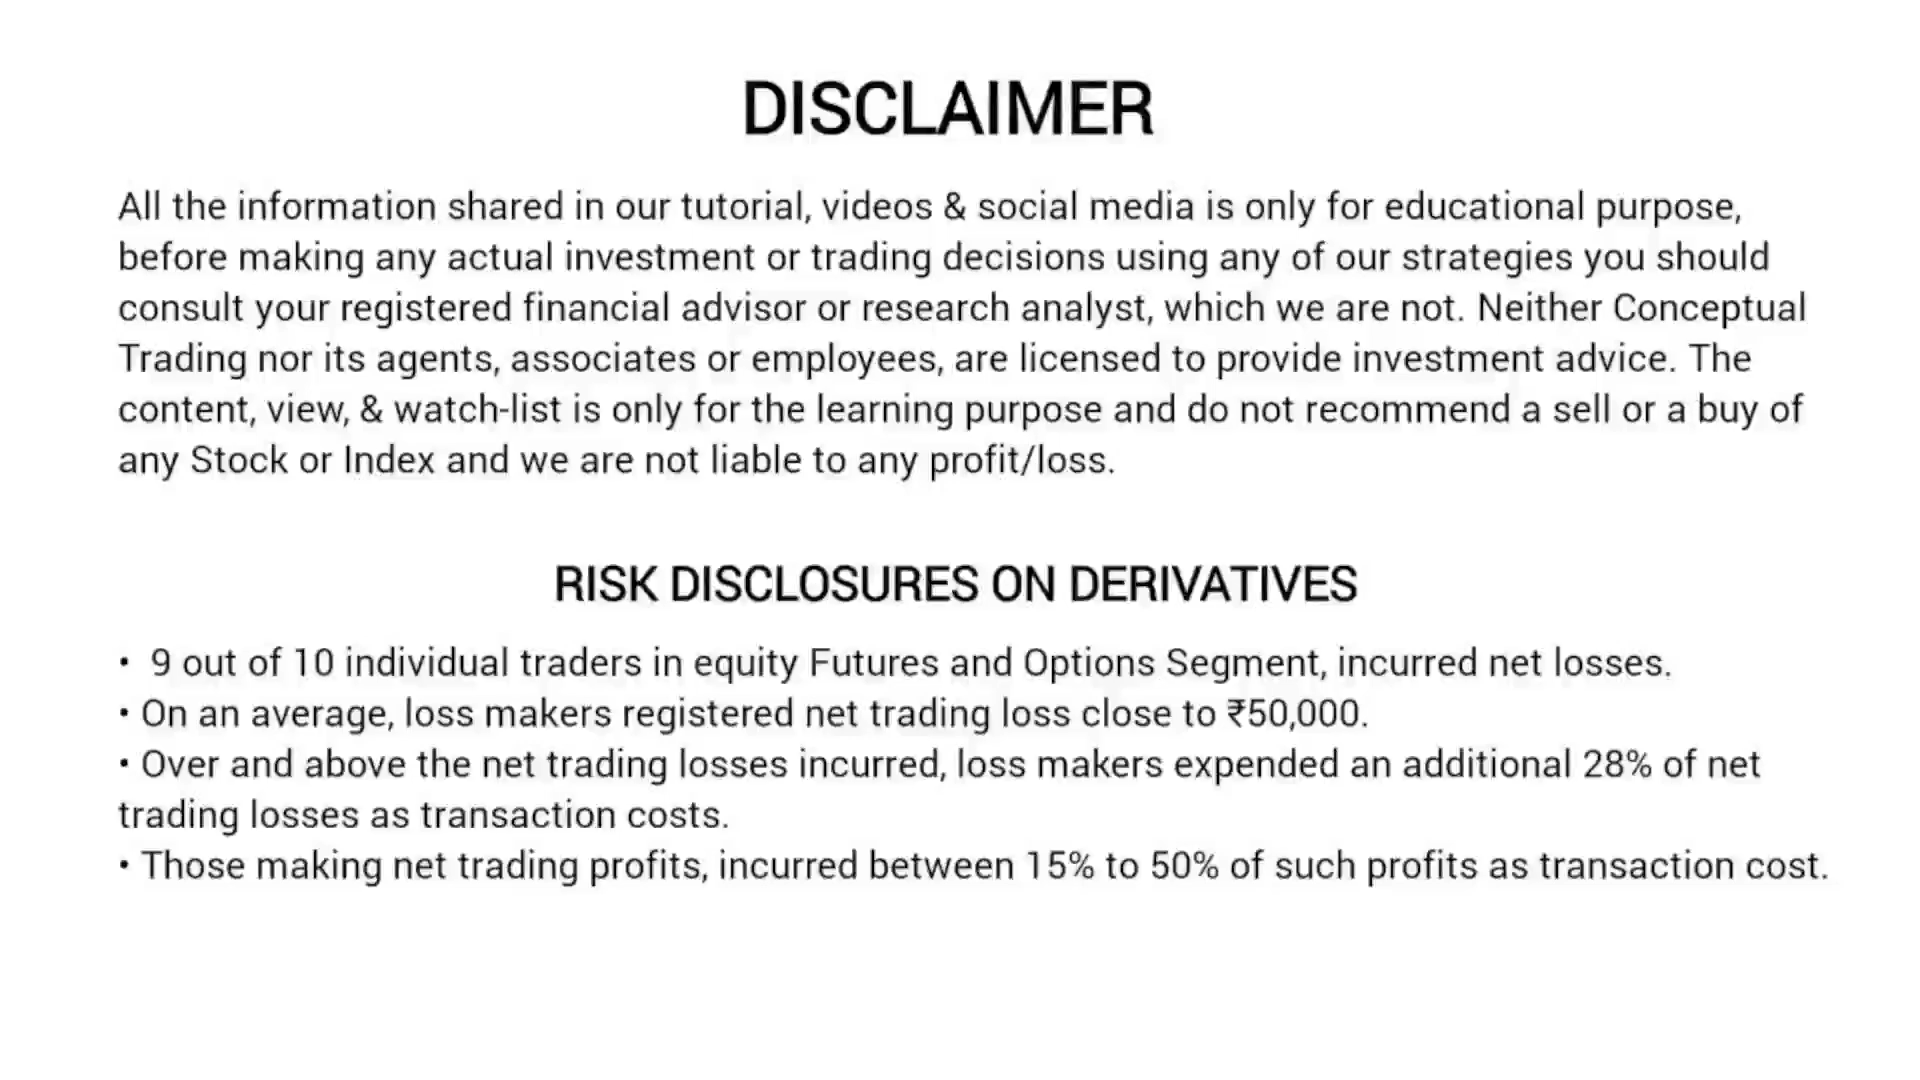 DISCLAIMER
All the information shared in our tutorial, videos & social media is only for educational purpose,
before making any actual investment or trading decisions using any of our strategies you should
consult your registered financial advisor or research analyst, which we are not. Neither Conceptual
Trading nor its agents, associates or employees, are licensed to provide investment advice. The
content, view, & watch-list is only for the learning purpose and do not recommend a sell or a buy of
any Stock or Index and we are not liable to any profit/loss.
RISK DISCLOSURES ON DERIVATIVES
• 9 out of 10 individual traders in equity Futures and Options Segment, incurred net losses.
• On an average, loss makers registered net trading loss close to ₹50,000.
• Over and above the net trading losses incurred, loss makers expended an additional 28% of net
trading losses as transaction costs.
• Those making net trading profits, incurred between 15% to 50% of such profits as transaction cost.